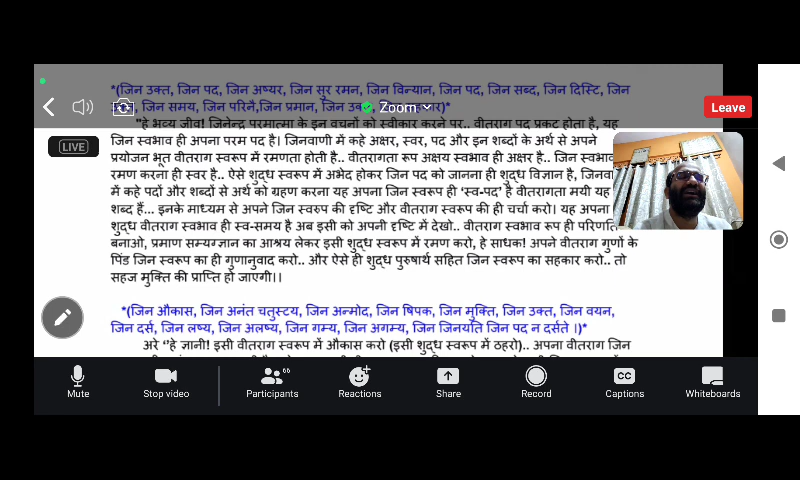 *(जिन उक्त, जिन पद, जिन अष्यर, जिन सुर रमन, जिन विन्यान, जिन पद, जिन सब्द, जिन दिस्टि, जिन
जिन समय, जिन परिनै,जिन प्रमान, जिन
Zoom
Leave
"हे भव्य जीव! जिनेन्द्र परमात्मा के इन वचनों को स्वीकार करने पर.. वीतराग पद प्रकट होता है, यह
LIVE
जिन स्वभाव ही अपना परम पद है। जिनवाणी में कहे अक्षर, स्वर, पद और इन शब्दों के अर्थ से अपने
प्रयोजन भूत वीतराग स्वरूप में रमणता होती है.. वीतरागता रूप अक्षय स्वभाव ही अक्षर है.. जिन स्वभाव
रमण करना ही स्वर है.. ऐसे शुद्ध स्वरूप में अभेद होकर जिन पद को जानना ही शुद्ध विज्ञान है,
में कहे पदों और शब्दों से अर्थ को ग्रहण करना यह अपना जिन स्वरूप ही 'स्व-पद' है वीतरागता मयी यह
शब्द हैं... इनके माध्यम से अपने जिन स्वरुप की दृष्टि और वीतराग स्वरूप की ही चर्चा करो। यह अपना
शुद्ध वीतराग स्वभाव ही स्व-समय है अब इसी को अपनी दृष्टि में देखो.. वीतराग स्वभाव रूप ही परिणति
बनाओ, प्रमाण सम्यग्ज्ञान का आश्रय लेकर इसी शुद्ध स्वरूप में रमण करो, हे साधक! अपने वीतराग गुणों के
पिंड जिन स्वरूप का ही गुणानुवाद करो.. और ऐसे ही शुद्ध पुरुषार्थ सहित जिन स्वरूप का सहकार करो.. तो
सहज मुक्ति की प्राप्ति हो जाएगी।।
*(जिन औकास, जिन अनंत चतुस्टय, जिन अन्मोद, जिन षिपक, जिन मुक्ति, जिन उक्त, जिन वयन,
जिन दर्स, जिन लष्य, जिन अलष्य, जिन गम्य, जिन अगम्य, जिन जिनयति जिन पद न दर्सते ।)*
अरे "हे ज्ञानी! इसी वीतराग स्वरूप में औकास करो (इसी शुद्ध स्वरूप में ठहरो).. अपना वीतराग जिन
66
Mute
Stop video
Participants
Reactions
Share
Record
CC
Captions
Whiteboards